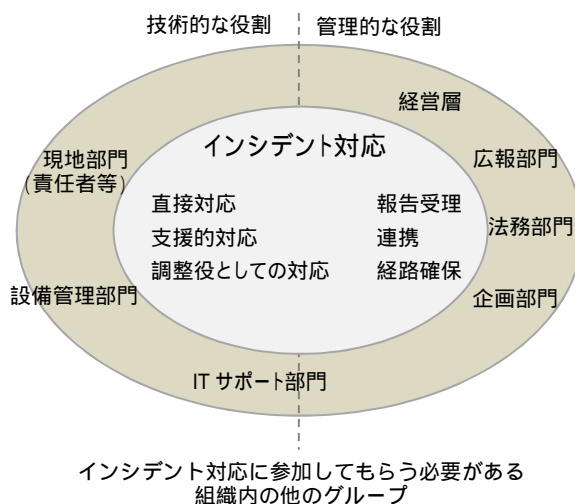 技術的な役割
管理的な役割
経営層
インシデント対応
現地部門
(責任者等)
広報部門
直接対応
報告受理
支援的対応
連携
法務部門
調整役としての対応
経路確保
設備管理部門
企画部門
IT サポート部門
インシデント対応に参加してもらう必要がある
組織内の他のグループ